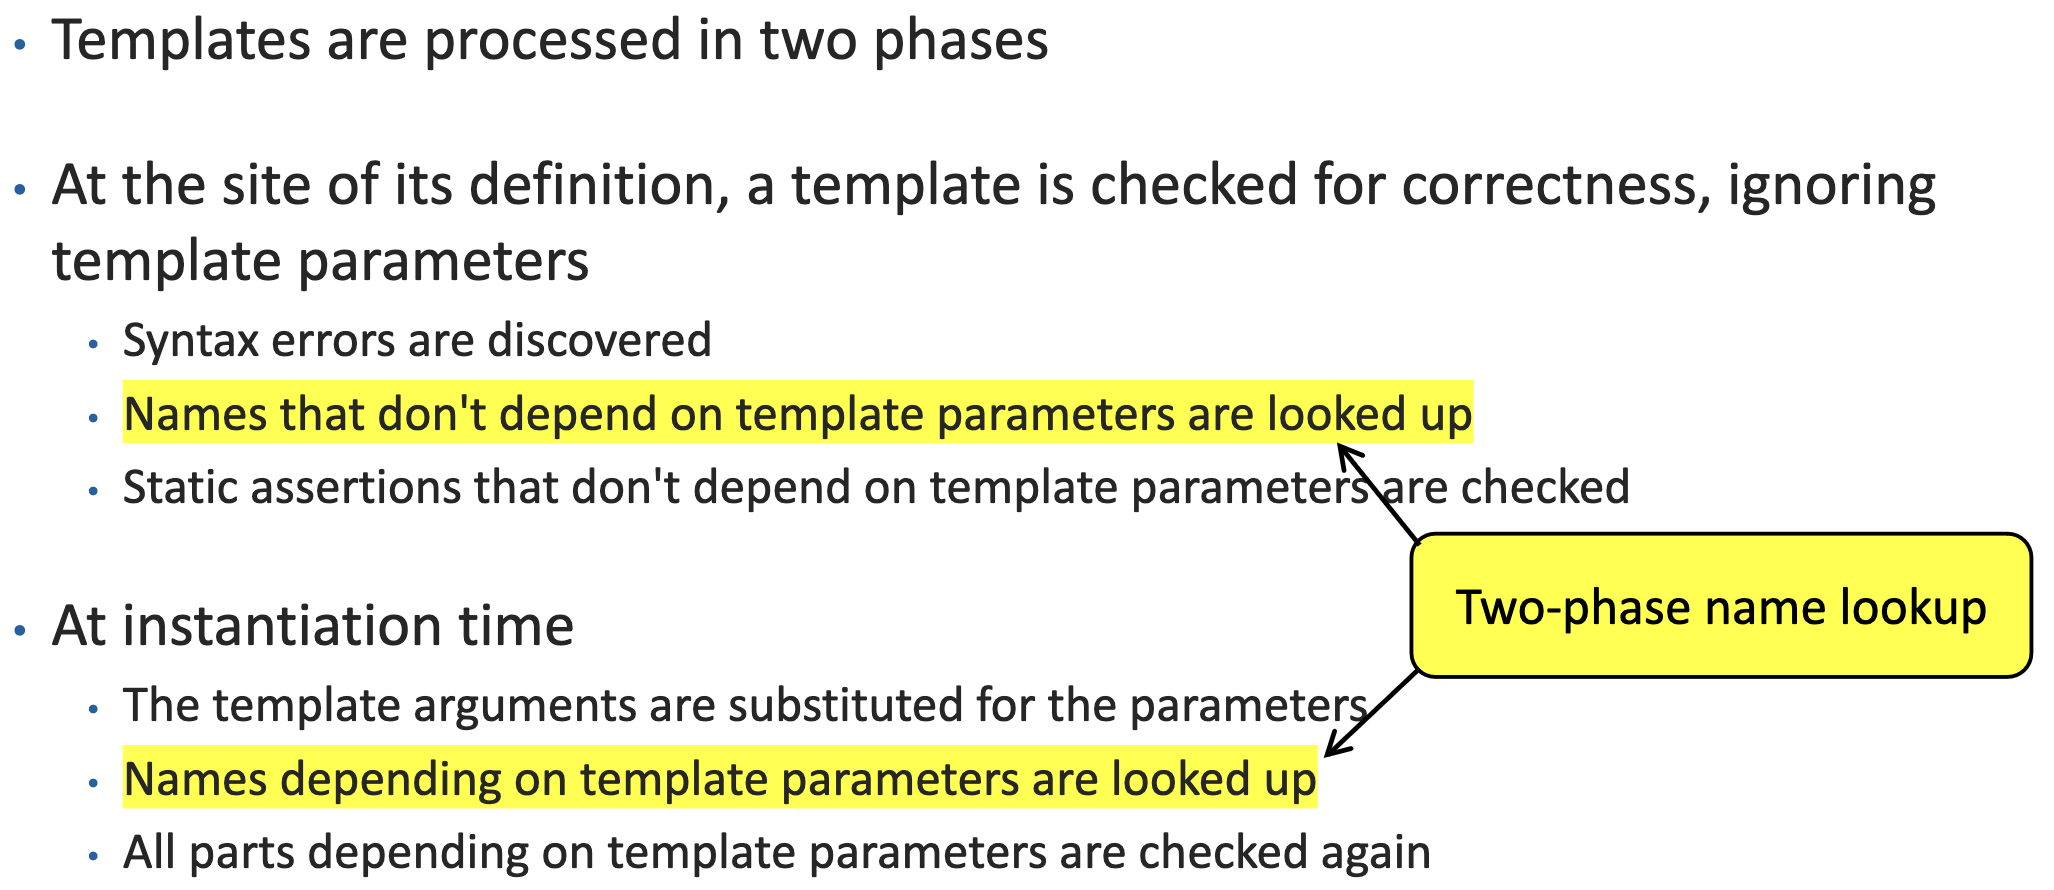 • Templates are processed in two phases
• At the site of its definition, a template is checked for correctness, ignoring
template parameters
• Syntax errors are discovered
• Names that don't depend on template parameters are looked up
• Static assertions that don't depend on template parameters are checked
Two-phase name lookup
• At instantiation time
• The template arguments are substituted for the parameters
• Names depending on template parameters are looked up
• All parts depending on template parameters are checked again